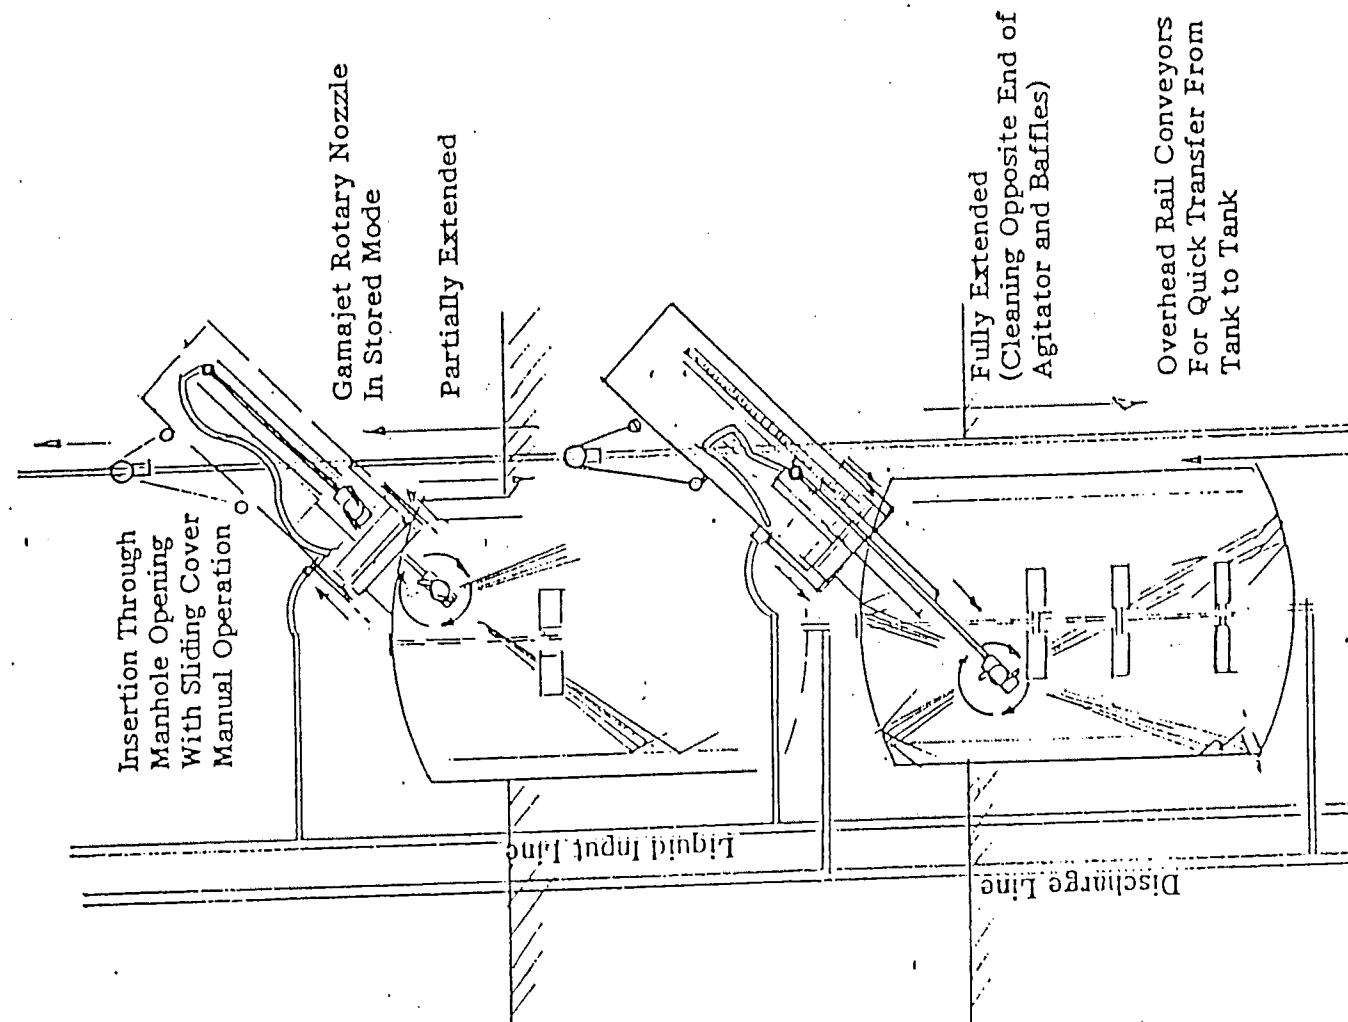 Insertion Through
Manhole Opening
With Sliding Cover
Manual Operation
Gamajet Rotary Nozzle
In Stored Mode
Partially Extended
Fully Extended
(Cleaning Opposite End of
Agitator and Baffles)
Overhead Rail Conveyors
For Quick Transfer From
Tank to Tank
Liquid Input Line
Discharge Line